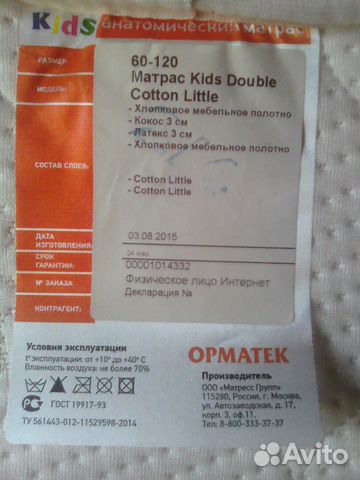 Kids анатомический матрас
РАЗМЕР:
60-120
МОДЕЛЬ:
Матрас Kids Double
Cotton Little
СОСТАВ СЛОЕВ:
- Хлопковое мебельное полотно
- Кокос 3 см
- Латекс 3 см
- Хлопковое мебельное полотно
- Cotton Little
- Cotton Little
ДАТА
ИЗГОТОВЛЕНИЯ:
03.08.2015
СРОК
ГАРАНТИИ:
24 мес
№ ЗАКАЗА
00001014332
КОНТРАГЕНТ:
Физическое лицо Интернет
Декларация №
Условия эксплуатации
t° эксплуатации: от +10° до +40° С
Влажность воздуха: не более 70%
РСТ ГОСТ 19917-93
ТУ 561443-012-11529598-2014
ОРМАТЕК
Производитель
ООО «Матресс Групп»
115280, Россия, г. Москва,
ул. Автозаводская, д. 17,
корп. 3, оф.11.
Тел: 8-800-333-37-37
Avito